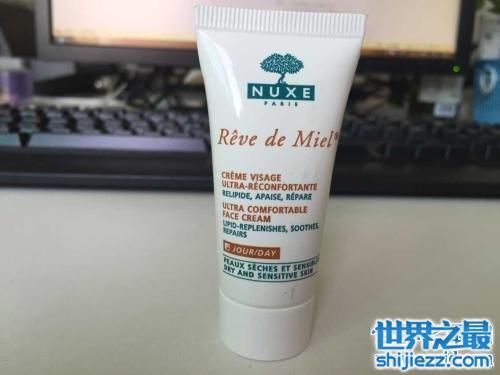 NUXE
PARIS
Rêve de Miel®
CRÈME VISAGE
ULTRA-RÉCONFORTANTE
RELIPIDE, APAISE, RÉPARE
ULTRA COMFORTABLE
FACE CREAM
LIPID-REPLENISHES, SOOTHES,
REPAIRS
JOUR/DAY
PEAUX SÈCHES ET SENSIBLES
DRY AND SENSITIVE SKIN
世界之最
shijiezz.com